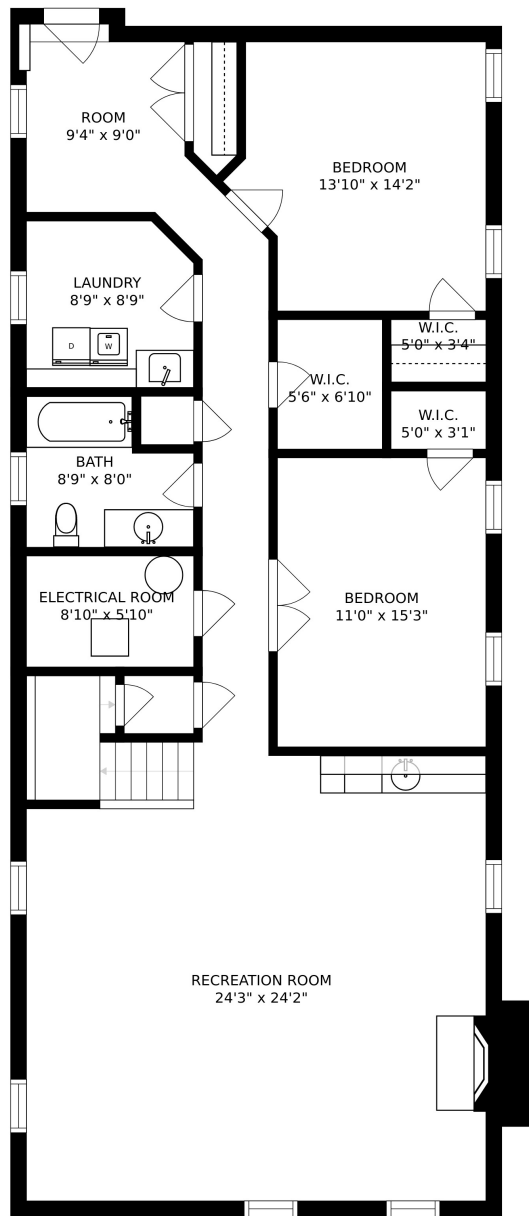 ROOM
9'4" x 9'0"
BEDROOM
13'10" x 14'2"
LAUNDRY
8'9" x 8'9"
D
W
W.I.C.
5'0" x 3'4"
W.I.C.
5'6" x 6'10"
W.I.C.
5'0" x 3'1"
BATH
8'9" x 8'0"
ELECTRICAL ROOM
8'10" x 5'10"
BEDROOM
11'0" x 15'3"
RECREATION ROOM
24'3" x 24'2"